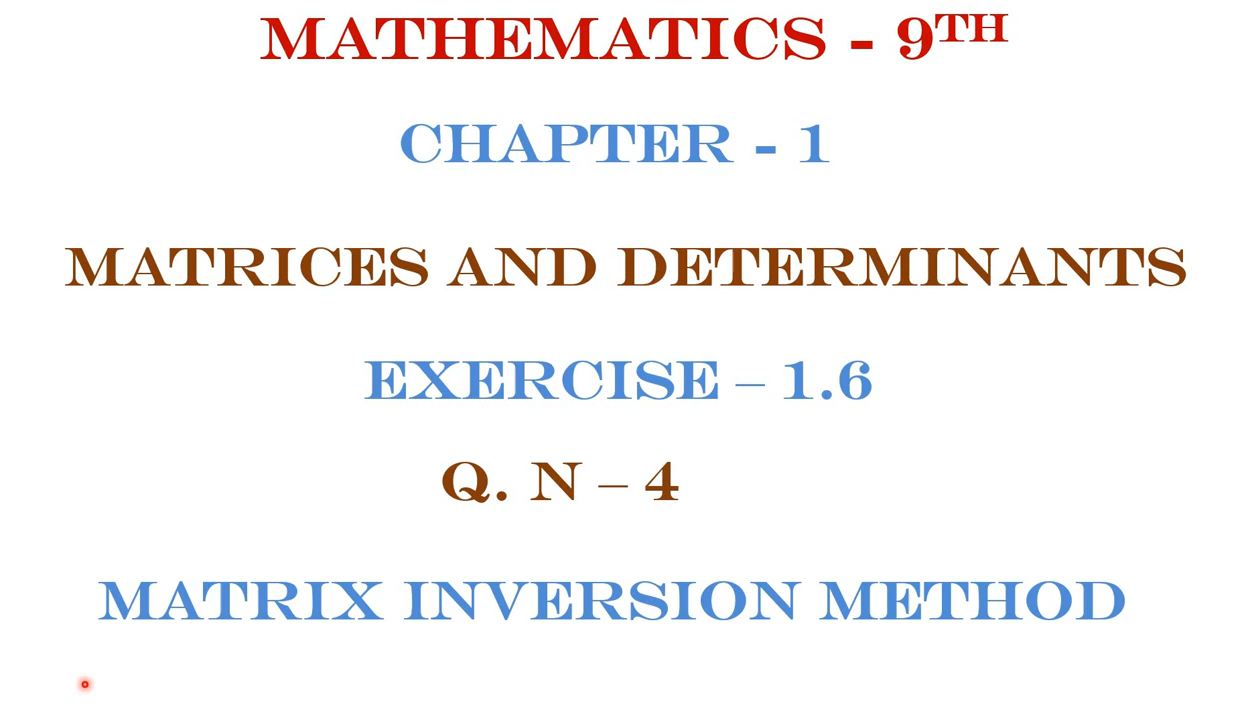 MATHEMATICS - 9TH
CHAPTER - 1
MATRICES AND DETERMINANTS
EXERCISE – 1.6
Q. N – 4
MATRIX INVERSION METHOD